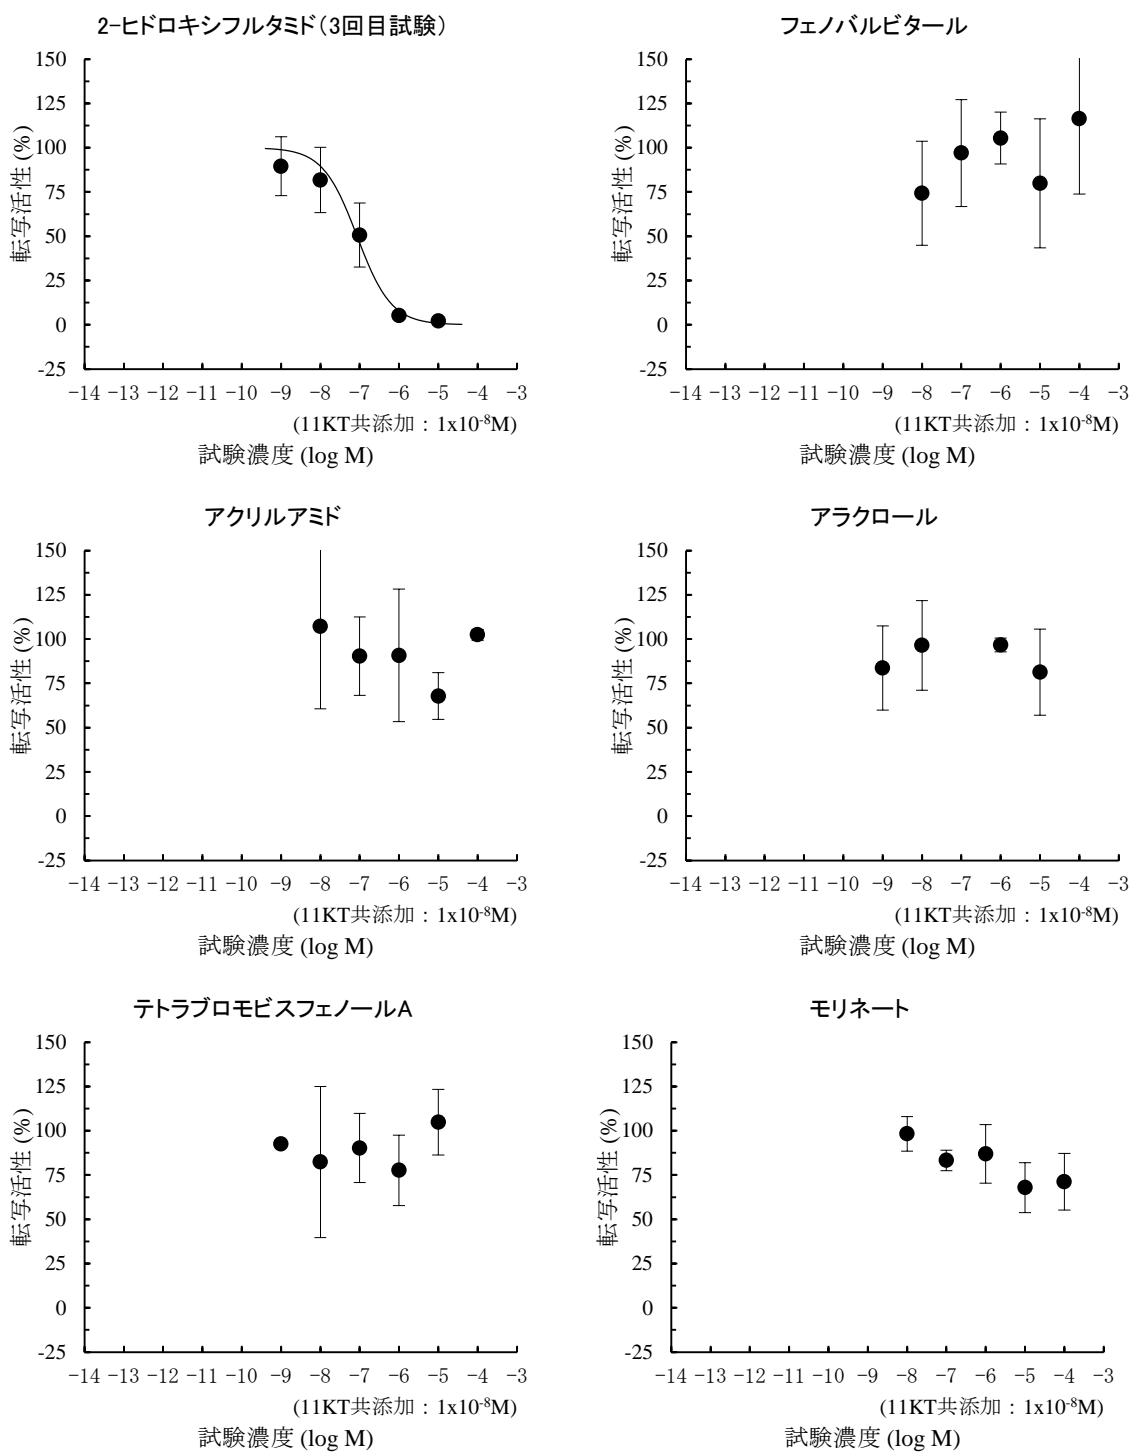 2-ヒドロキシフルタミド（3回目試験）
150
125
100
75
50
25
0
-25
転写活性 (%)
-14 -13 -12 -11 -10 -9 -8 -7 -6 -5 -4 -3
(11KT共添加：1x10-8M)
試験濃度 (log M)
フェノバルビタール
150
125
100
75
50
25
0
-25
転写活性 (%)
-14 -13 -12 -11 -10 -9 -8 -7 -6 -5 -4 -3
(11KT共添加：1x10-8M)
試験濃度 (log M)
アクリルアミド
150
125
100
75
50
25
0
-25
転写活性 (%)
-14 -13 -12 -11 -10 -9 -8 -7 -6 -5 -4 -3
(11KT共添加：1x10-8M)
試験濃度 (log M)
アラクロール
150
125
100
75
50
25
0
-25
転写活性 (%)
-14 -13 -12 -11 -10 -9 -8 -7 -6 -5 -4 -3
(11KT共添加：1x10-8M)
試験濃度 (log M)
テトラブロモビスフェノールA
150
125
100
75
50
25
0
-25
転写活性 (%)
-14 -13 -12 -11 -10 -9 -8 -7 -6 -5 -4 -3
(11KT共添加：1x10-8M)
試験濃度 (log M)
モリネート
150
125
100
75
50
25
0
-25
転写活性 (%)
-14 -13 -12 -11 -10 -9 -8 -7 -6 -5 -4 -3
(11KT共添加：1x10-8M)
試験濃度 (log M)